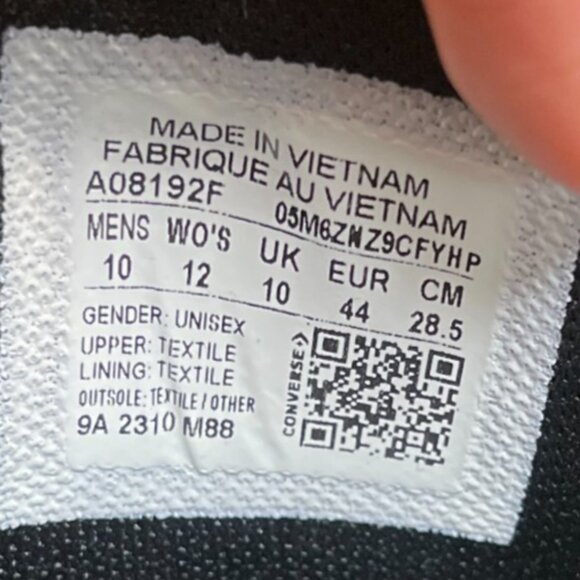 MADE IN VIETNAM
FABRIQUE AU VIETNAM
A08192F 05M6ZWZ9CFYHP
MENS WO'S UK EUR CM
10 12 10 44 28.5
GENDER: UNISEX
UPPER: TEXTILE
LINING: TEXTILE
OUTSOLE: TEXTILE / OTHER
9A 2310 M88
CONVERSE